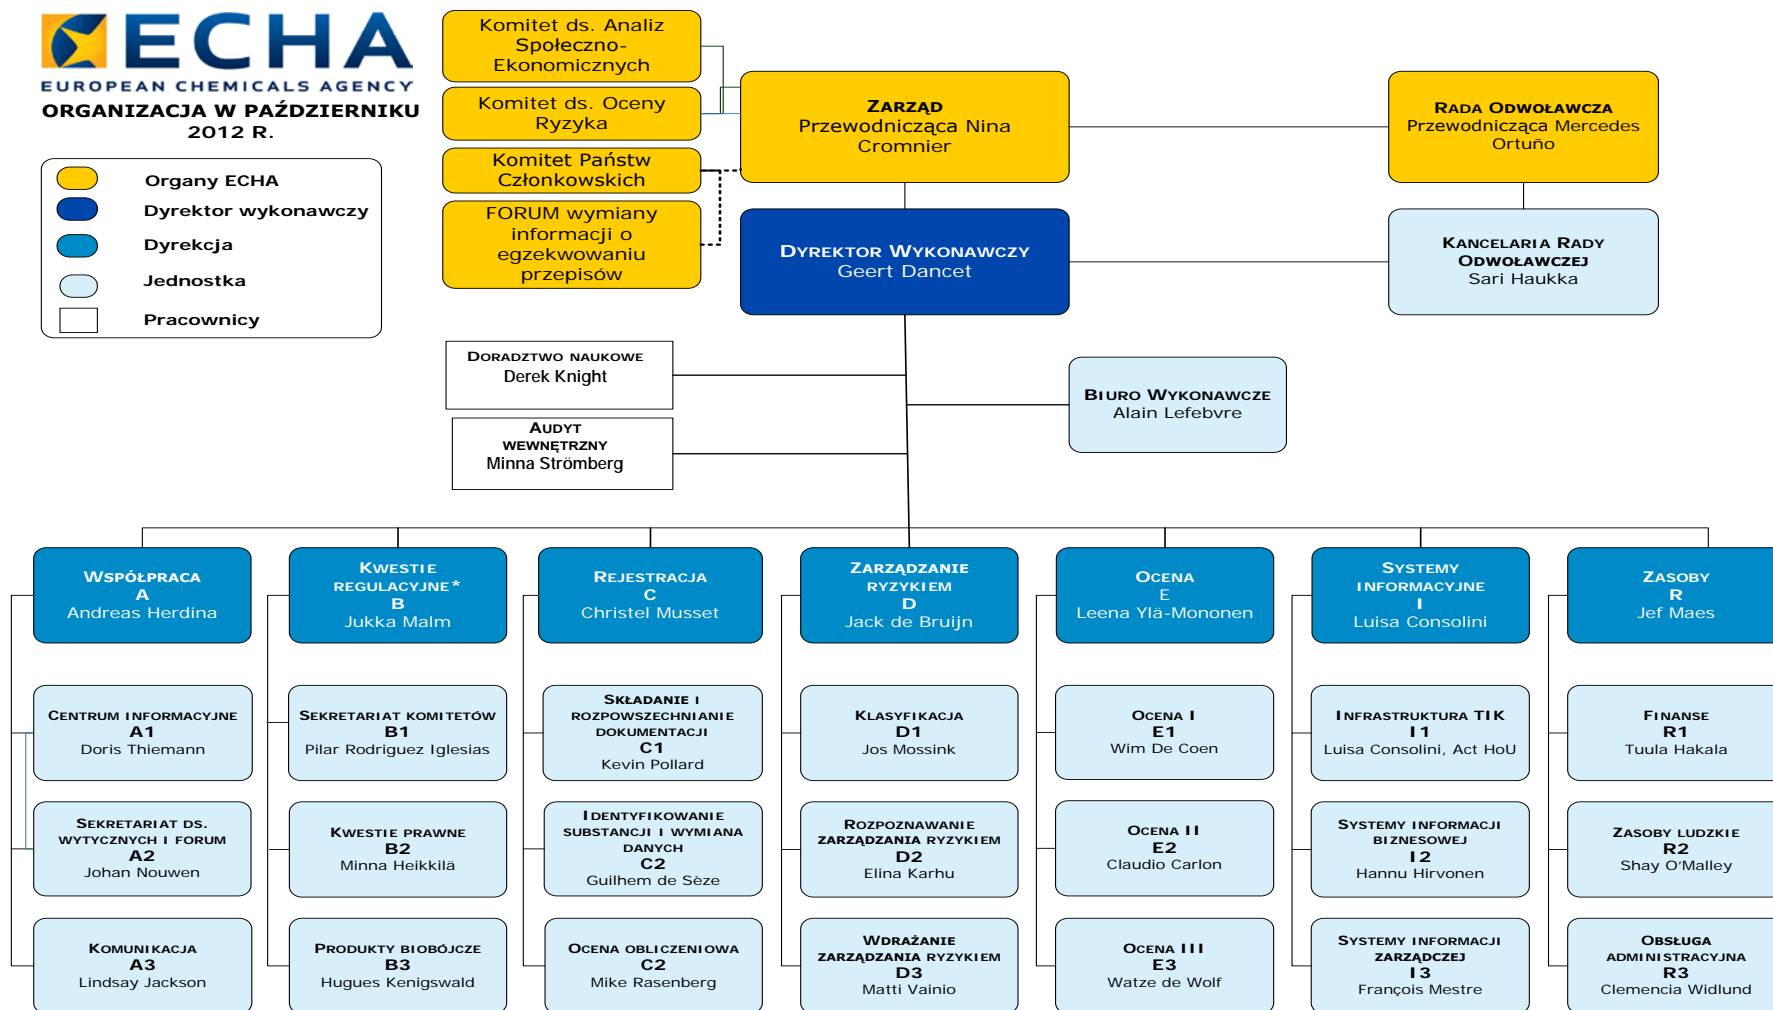 ECHA
EUROPEAN CHEMICALS AGENCY
ORGANIZACJA W PAŹDZIERNIKU
2012 R.
Organy ECHA
Dyrektor wykonawczy
Dyrekcja
Jednostka
Pracownicy
Komitet ds. Analiz
Społeczno-
Ekonomicznych
Komitet ds. Oceny
Ryzyka
Komitet Państw
Członkowskich
FORUM wymiany
informacji o
egzekwowaniu
przepisów
ZARZĄD
Przewodnicząca Nina
Cromnier
RADA ODWOŁAWCZA
Przewodnicząca Mercedes
Ortuño
DYREKTOR WYKONAWCZY
Geert Dancet
KANCELARIA RADY
ODWOŁAWCZEJ
Sari Haukka
DORADZTWO NAUKOWE
Derek Knight
AUDYT
WEWNĘTRZNY
Minna Strömberg
BIURO WYKONAWCZE
Alain Lefebvre
WSPÓŁPRACA
A
Andreas Herdina
KWESTIE
REGULACYJNE*
B
Jukka Malm
REJESTRACJA
C
Christel Musset
ZARZĄDZANIE
RYZYKIEM
D
Jack de Bruijn
OCENA
E
Leena Ylä-Mononen
SYSTEMY
INFORMACYJNE
I
Luisa Consolini
ZASOBY
R
Jef Maes
CENTRUM INFORMACYJNE
A1
Doris Thiemann
SEKRETARIAT KOMITETÓW
B1
Pilar Rodriguez Iglesias
SKŁADANIE I
ROZPOWSZECHNIANIE
DOKUMENTACJI
C1
Kevin Pollard
KLASYFIKACJA
D1
Jos Mossink
OCENA I
E1
Wim De Coen
INFRASTRUKTURA TIK
I1
Luisa Consolini, Act HoU
FINANSE
R1
Tuula Hakala
SEKRETARIAT DS.
WYTYCZNYCH I FORUM
A2
Johan Nouwen
KWESTIE PRAWNE
B2
Minna Heikkilä
IDENTYFIKOWANIE
SUBSTANCJI I WYMIANA
DANYCH
C2
Guilhem de Sèze
ROZPOZNAWANIE
ZARZĄDZANIA RYZYKIEM
D2
Elina Karhu
OCENA II
E2
Claudio Carlon
SYSTEMY INFORMACJI
BIZNESOWEJ
I2
Hannu Hirvonen
ZASOBY LUDZKIE
R2
Shay O'Malley
KOMUNIKACJA
A3
Lindsay Jackson
PRODUKTY BIOBÓJCZE
B3
Hugues Kenigswald
OCENA OBLICZENIOWA
C2
Mike Rasenberg
WDRAŻANIE
ZARZĄDZANIA RYZYKIEM
D3
Matti Vainio
OCENA III
E3
Watze de Wolf
SYSTEMY INFORMACJI
ZARZĄDCZEJ
I3
François Mestre
OBSŁUGA
ADMINISTRACYJNA
R3
Clemencia Widlund